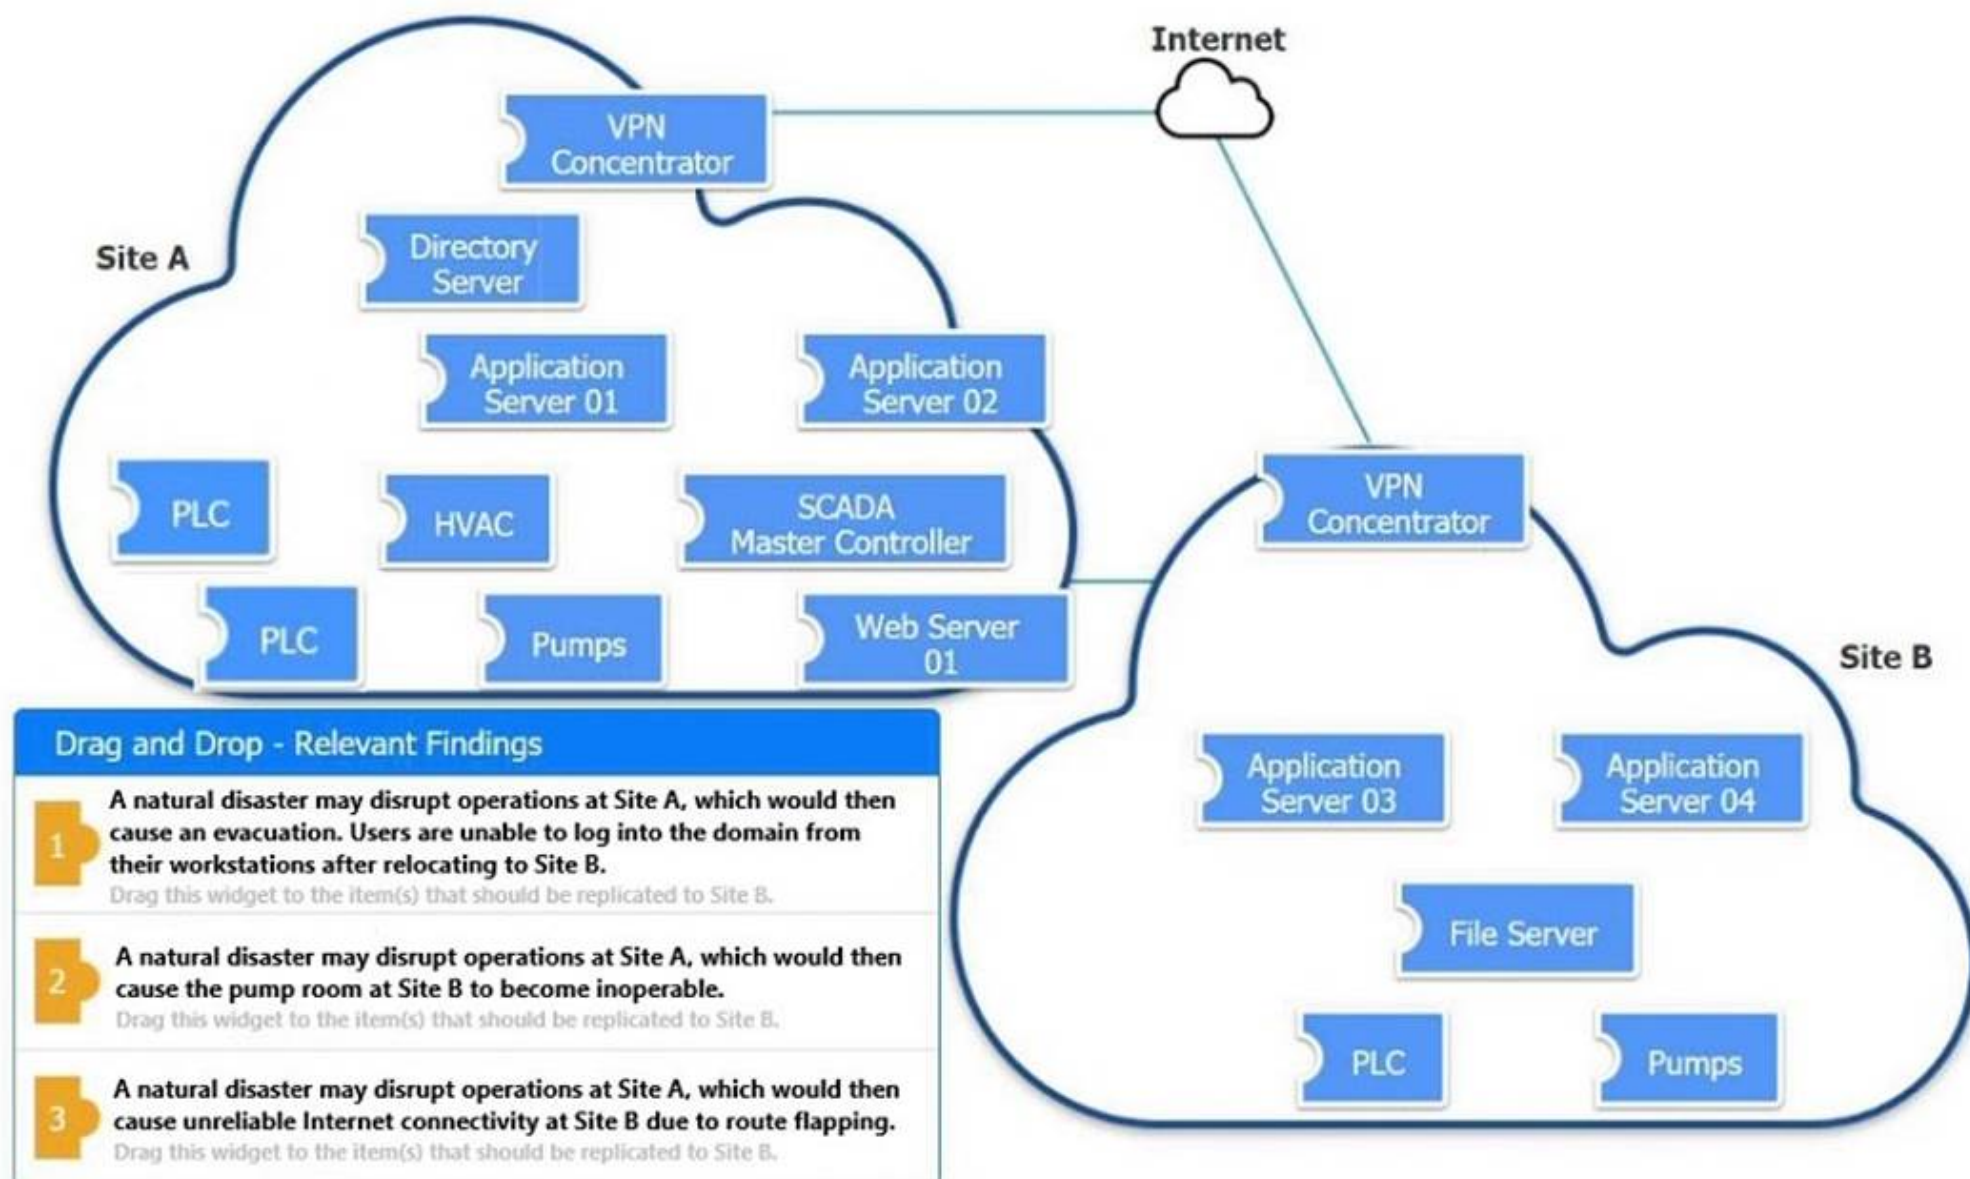 Internet
VPN
Concentrator
Site A
Directory
Server
Application
Server 01
Application
Server 02
PLC
HVAC
SCADA
Master Controller
PLC
Pumps
Web Server
01
VPN
Concentrator
Site B
Application
Server 03
Application
Server 04
File Server
PLC
Pumps
Drag and Drop - Relevant Findings
1
A natural disaster may disrupt operations at Site A, which would then
cause an evacuation. Users are unable to log into the domain from
their workstations after relocating to Site B.
Drag this widget to the item(s) that should be replicated to Site B.
2
A natural disaster may disrupt operations at Site A, which would then
cause the pump room at Site B to become inoperable.
Drag this widget to the item(s) that should be replicated to Site B.
3
A natural disaster may disrupt operations at Site A, which would then
cause unreliable Internet connectivity at Site B due to route flapping.
Drag this widget to the item(s) that should be replicated to Site B.